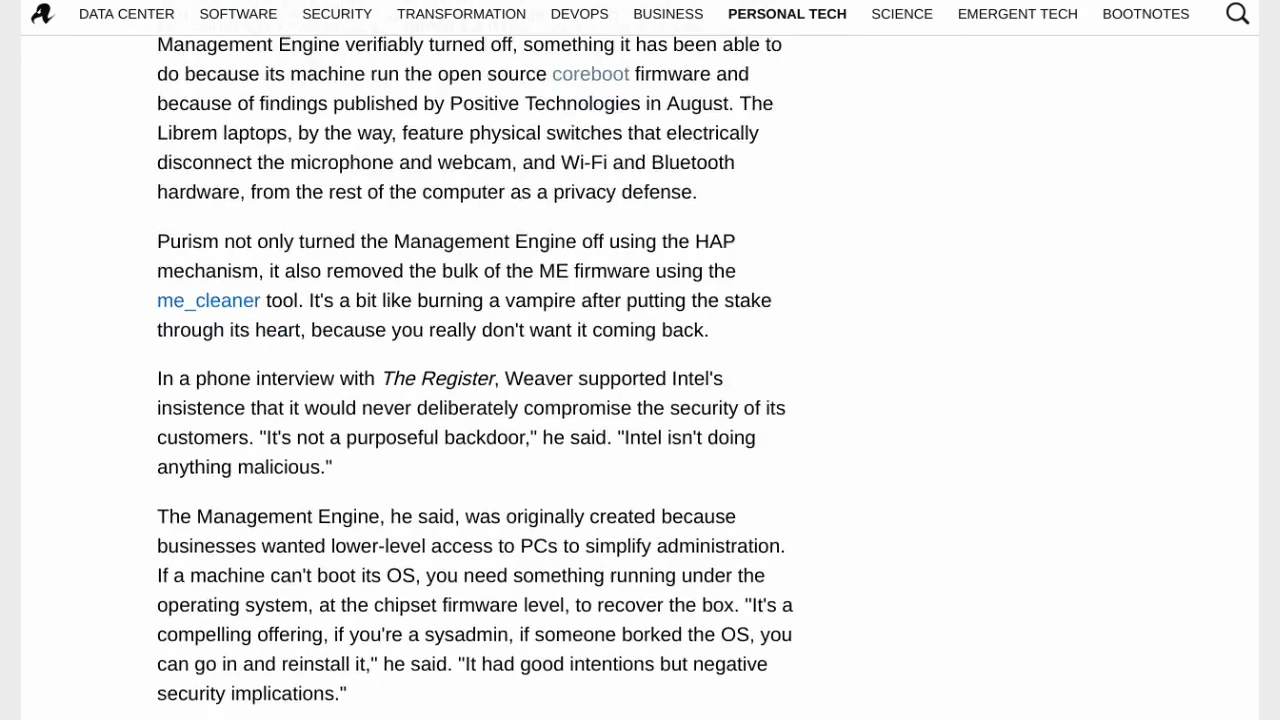 DATA CENTER SOFTWARE SECURITY TRANSFORMATION DEVOPS BUSINESS PERSONAL TECH SCIENCE EMERGENT TECH BOOTNOTES
Management Engine verifiably turned off, something it has been able to
do because its machine run the open source coreboot firmware and
because of findings published by Positive Technologies in August. The
Librem laptops, by the way, feature physical switches that electrically
disconnect the microphone and webcam, and Wi-Fi and Bluetooth
hardware, from the rest of the computer as a privacy defense.
Purism not only turned the Management Engine off using the HAP
mechanism, it also removed the bulk of the ME firmware using the
me_cleaner tool. It's a bit like burning a vampire after putting the stake
through its heart, because you really don't want it coming back.
In a phone interview with The Register, Weaver supported Intel's
insistence that it would never deliberately compromise the security of its
customers. "It's not a purposeful backdoor," he said. "Intel isn't doing
anything malicious."
The Management Engine, he said, was originally created because
businesses wanted lower-level access to PCs to simplify administration.
If a machine can't boot its OS, you need something running under the
operating system, at the chipset firmware level, to recover the box. "It's a
compelling offering, if you're a sysadmin, if someone borked the OS, you
can go in and reinstall it," he said. "It had good intentions but negative
security implications."